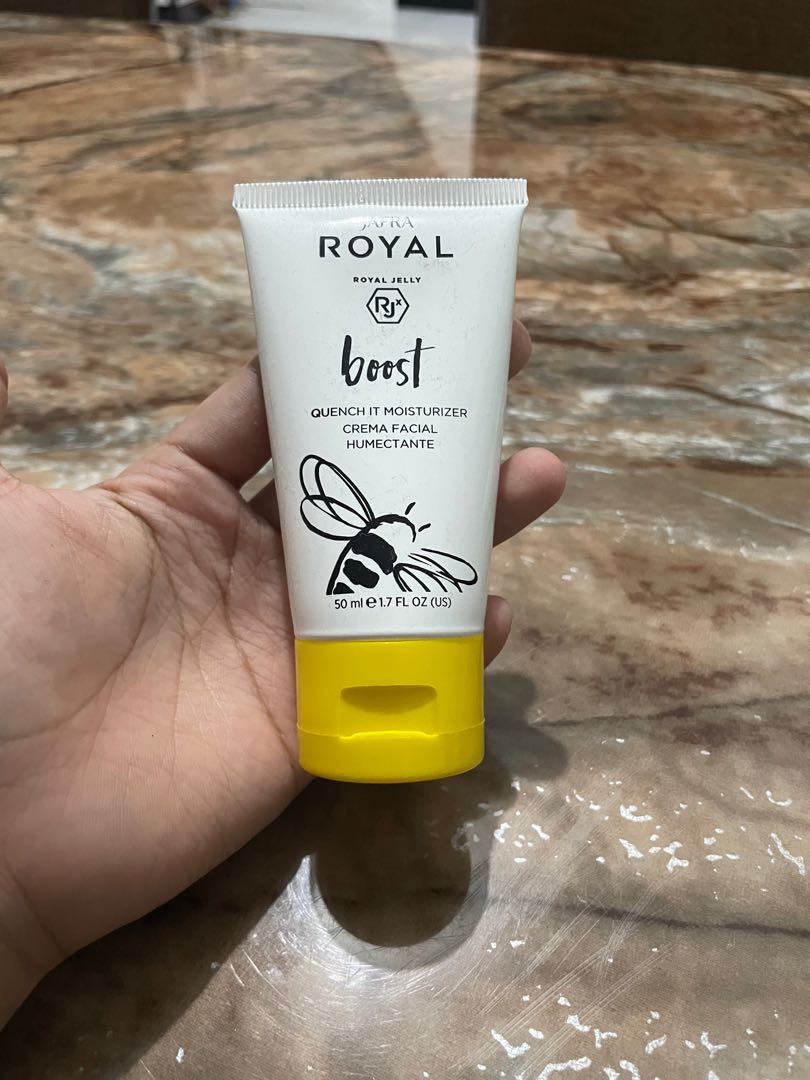 JAFRA
ROYAL
ROYAL JELLY
RJx
boost
QUENCH IT MOISTURIZER
CREMA FACIAL
HUMECTANTE
50 ml e 1.7 FL OZ (US)